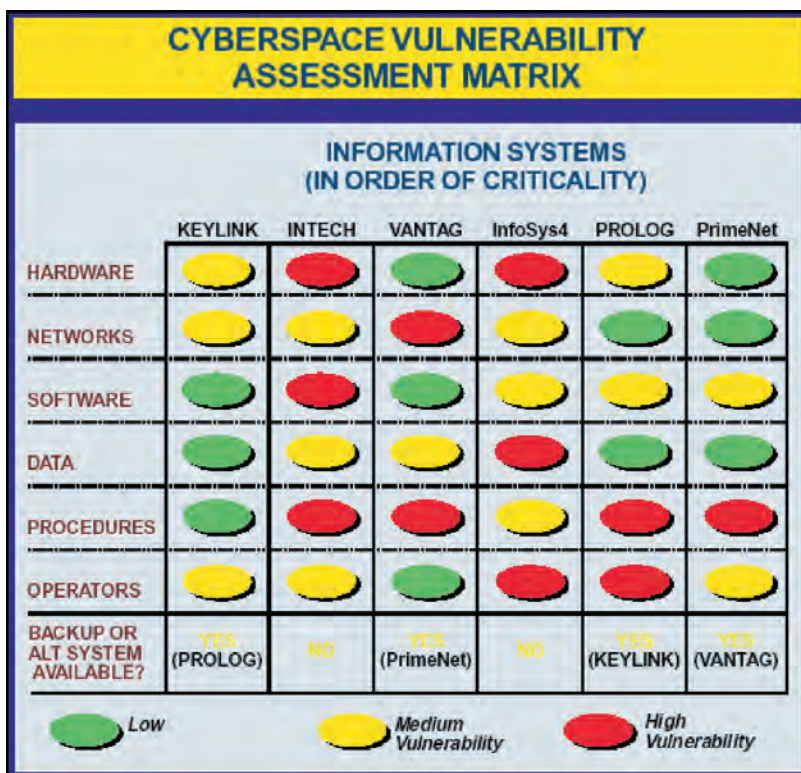 CYBERSPACE VULNERABILITY
ASSESSMENT MATRIX
INFORMATION SYSTEMS
(IN ORDER OF CRITICALITY)
KEYLINK INTECH VANTAG InfoSys4 PROLOG PrimeNet
HARDWARE
NETWORKS
SOFTWARE
DATA
PROCEDURES
OPERATORS
BACKUP OR
ALT SYSTEM
AVAILABLE?
YES
(PROLOG)
NO
YES
(PrimeNet)
NO
YES
(KEYLINK)
YES
(VANTAG)
Low
Medium
Vulnerability
High
Vulnerability